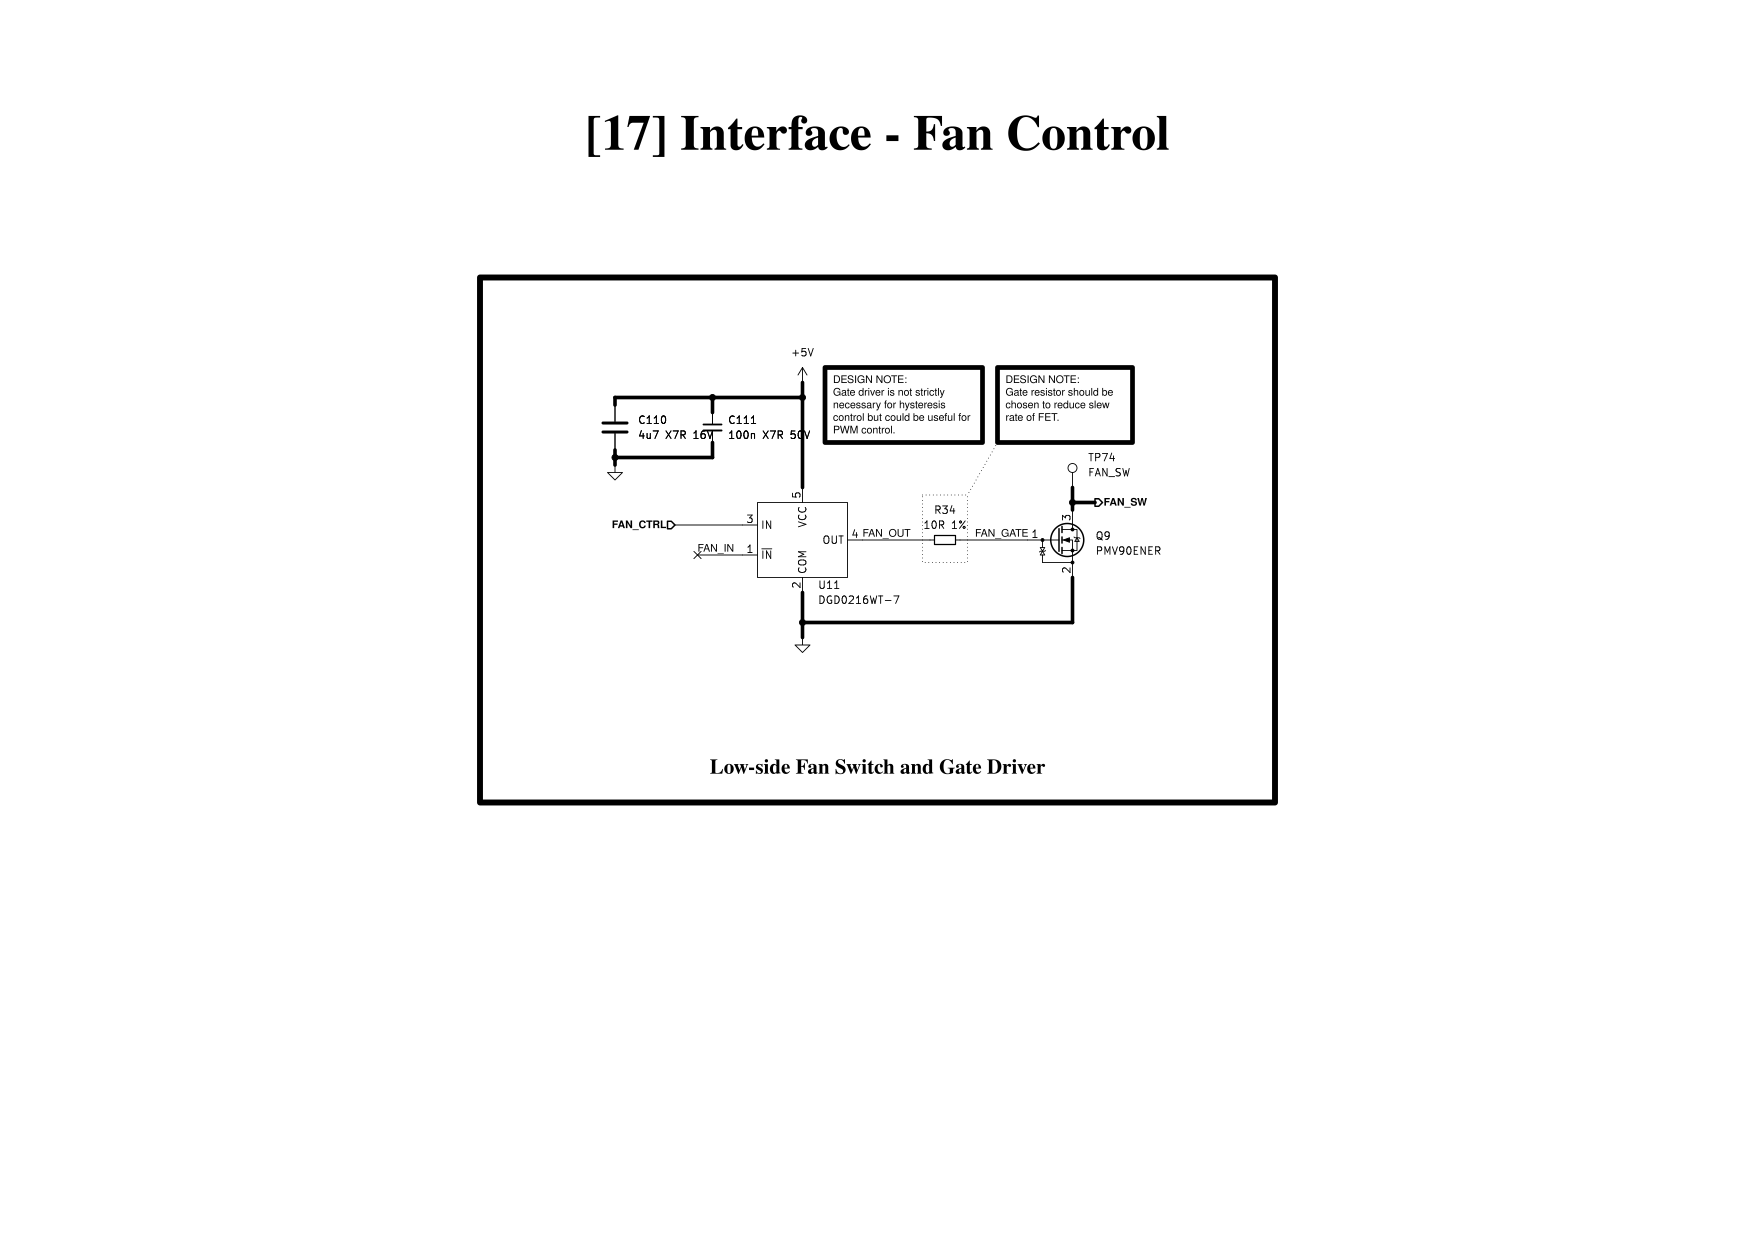 [17] Interface - Fan Control
+5V
DESIGN NOTE:
Gate driver is not strictly
necessary for hysteresis
control but could be useful for
PWM control.
DESIGN NOTE:
Gate resistor should be
chosen to reduce slew
rate of FET.
C110
4u7 X7R 16V
C111
100n X7R 50V
TP74
FAN_SW
FAN_SW
5
VCC
R34
10R 1%
3
FAN_CTRL
3
IN
FAN_IN
1
IN
OUT
4
FAN_OUT
FAN_GATE
1
Q9
PMV90ENER
COM
2
2
U11
DGD0216WT-7
Low-side Fan Switch and Gate Driver